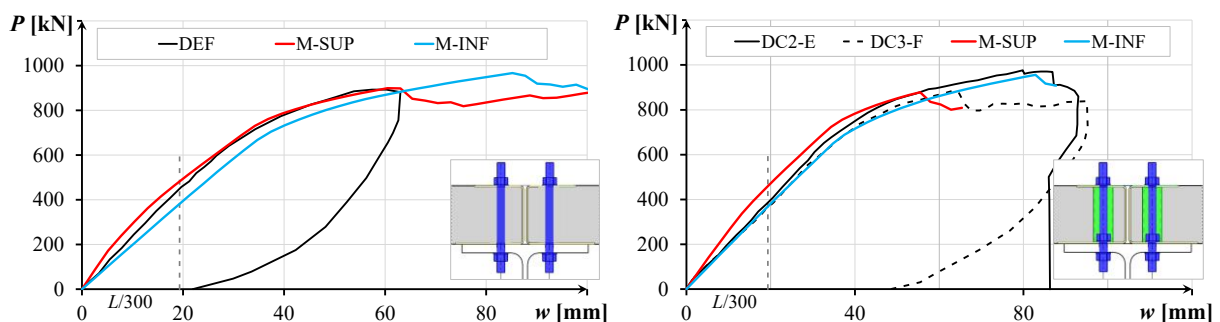 P [kN]
DEF M-SUP M-INF
1000
800
600
400
200
0
L/300
0 20 40 60 80 w [mm]
P [kN]
DC2-E DC3-F M-SUP M-INF
1000
800
600
400
200
0
L/300
0 40 80 w [mm]